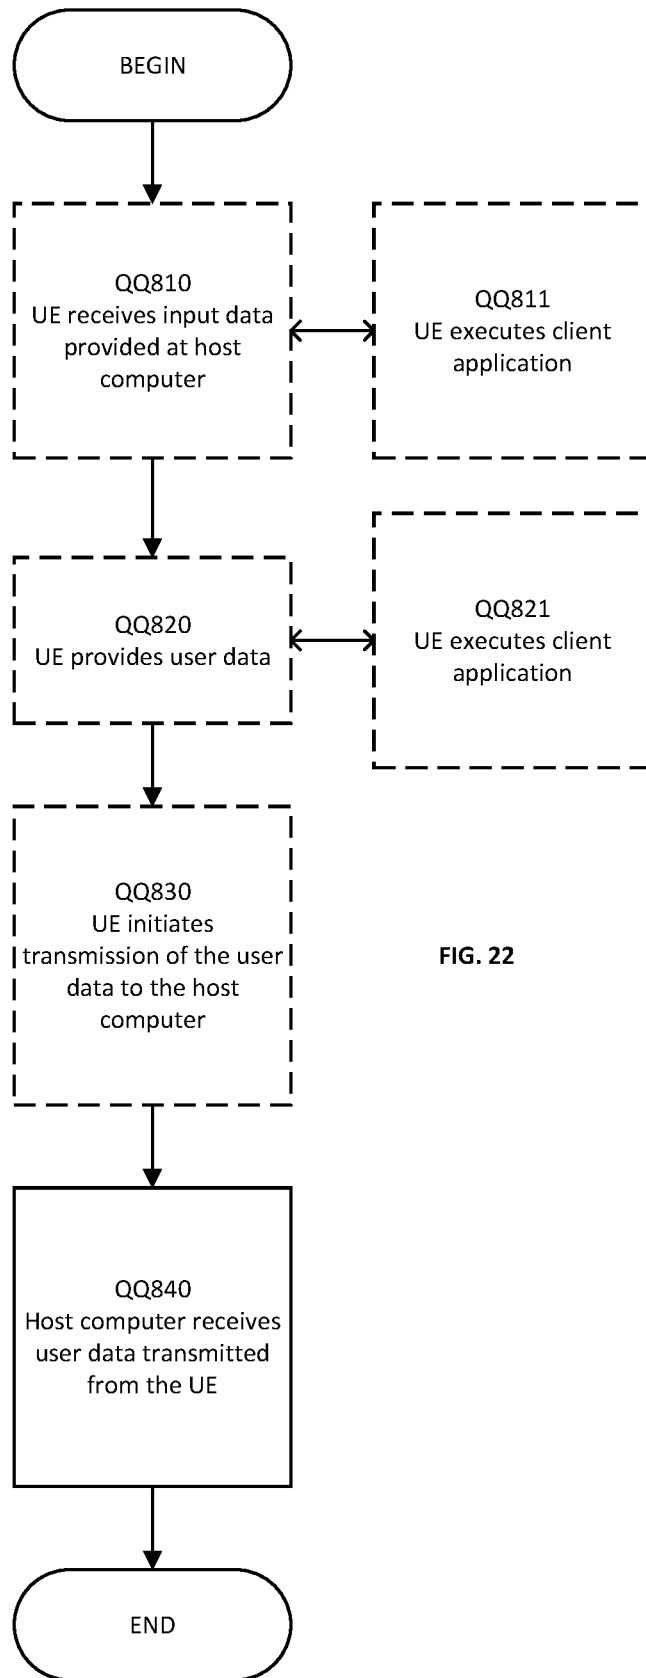 BEGIN
QQ810
UE receives input data
provided at host
computer
QQ811
UE executes client
application
QQ820
UE provides user data
QQ821
UE executes client
application
QQ830
UE initiates
transmission of the user
data to the host
computer
FIG. 22
QQ840
Host computer receives
user data transmitted
from the UE
END